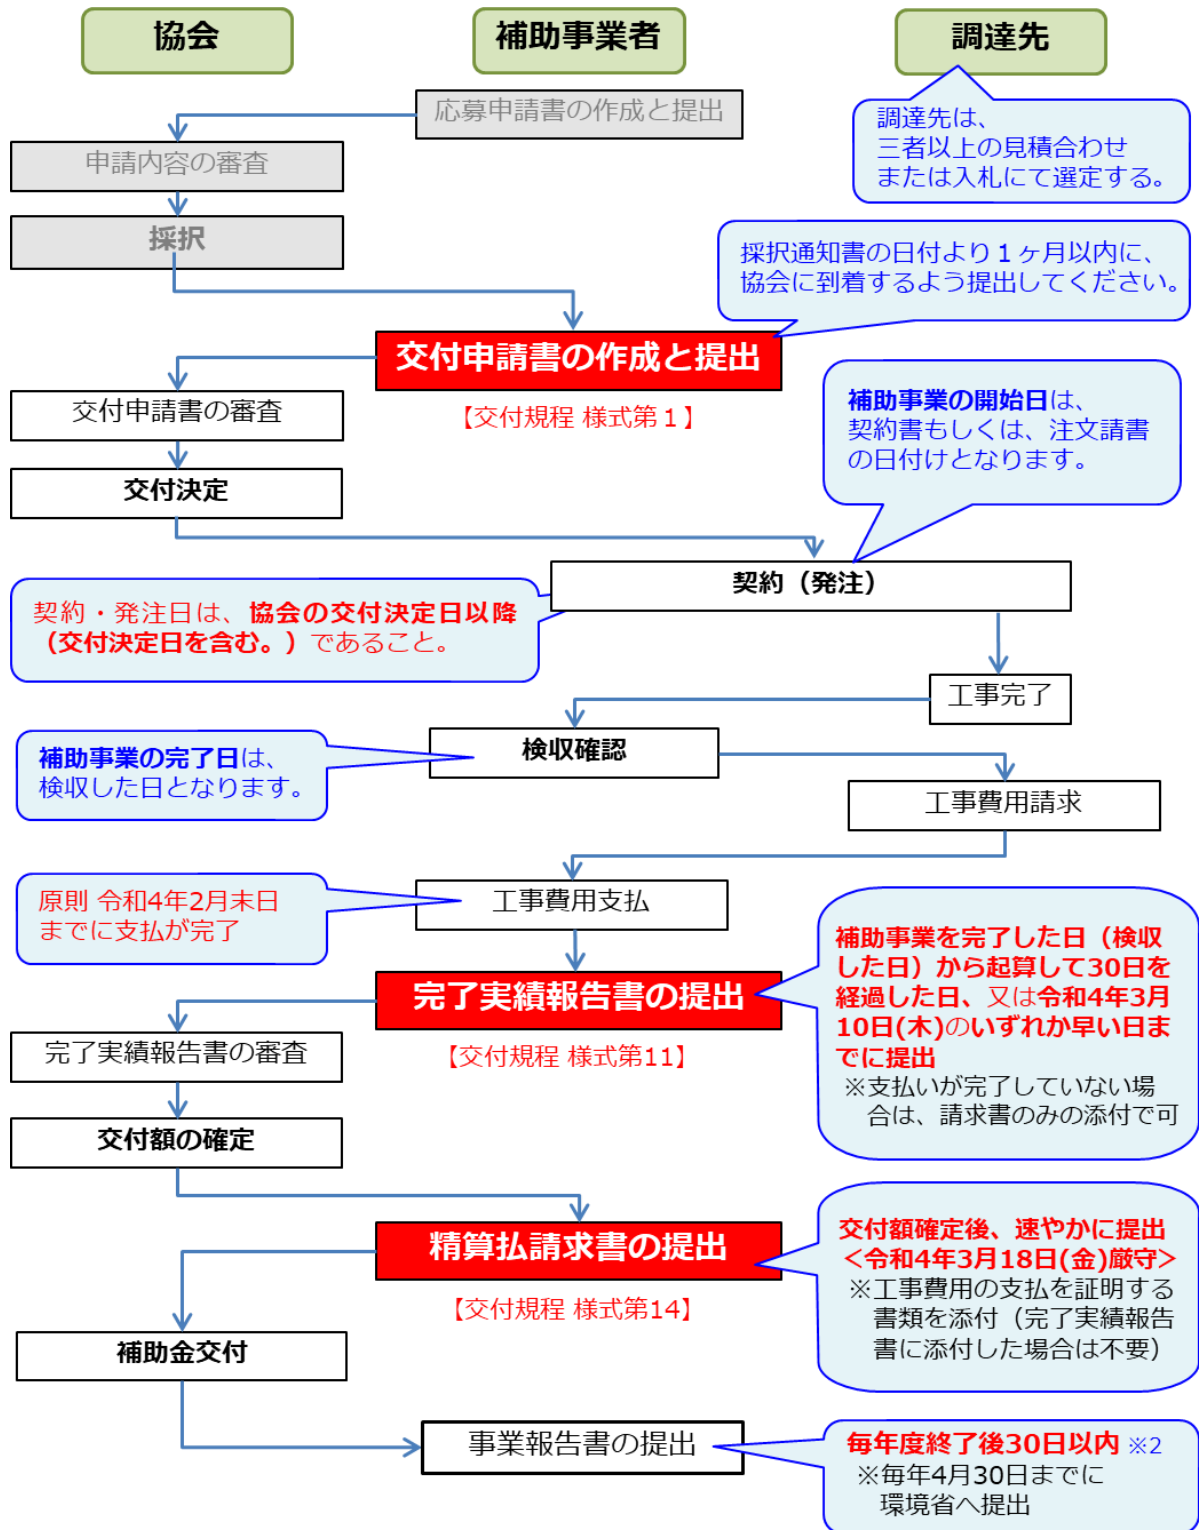 協会
補助事業者
調達先
応募申請書の作成と提出
調達先は、
三者以上の見積合わせ
または入札にて選定する。
申請内容の審査
採択
採択通知書の日付より１ヶ月以内に、
協会に到着するよう提出してください。
交付申請書の作成と提出
【交付規程 様式第１】
交付申請書の審査
補助事業の開始日は、
契約書もしくは、注文請書
の日付けとなります。
交付決定
契約（発注）
契約・発注日は、協会の交付決定日以降
（交付決定日を含む。）であること。
工事完了
検収確認
補助事業の完了日は、
検収した日となります。
工事費用請求
工事費用支払
原則 令和4年2月末日
までに支払が完了
完了実績報告書の提出
【交付規程 様式第11】
補助事業を完了した日（検収
した日）から起算して30日を
経過した日、又は令和4年3月
10日(木)のいずれか早い日ま
でに提出
※支払いが完了していない場
合は、請求書のみの添付で可
完了実績報告書の審査
交付額の確定
精算払請求書の提出
【交付規程 様式第14】
交付額確定後、速やかに提出
＜令和4年3月18日(金)厳守＞
※工事費用の支払を証明する
書類を添付（完了実績報告
書に添付した場合は不要）
補助金交付
事業報告書の提出
毎年度終了後30日以内 ※2
※毎年4月30日までに
環境省へ提出